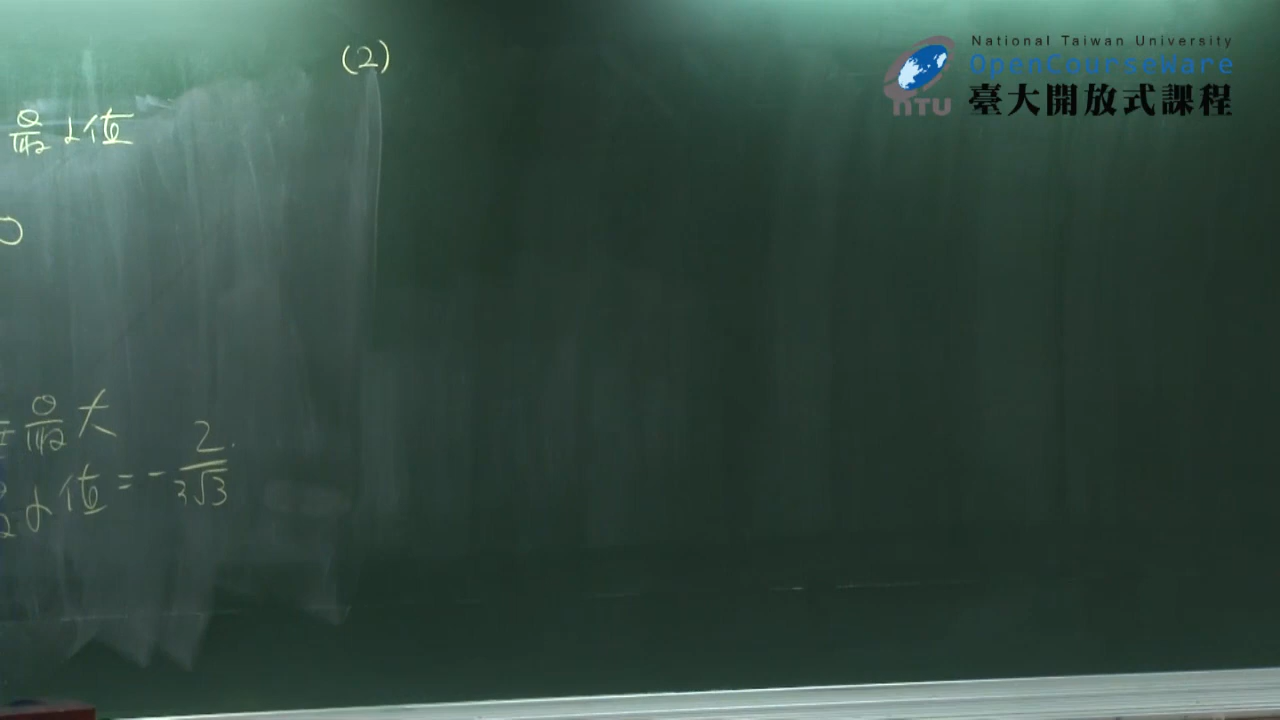 (2)
National Taiwan University
OpenCourseWare
NTU 臺大開放式課程
最小值
最大
小值 = - 2/(3√3)